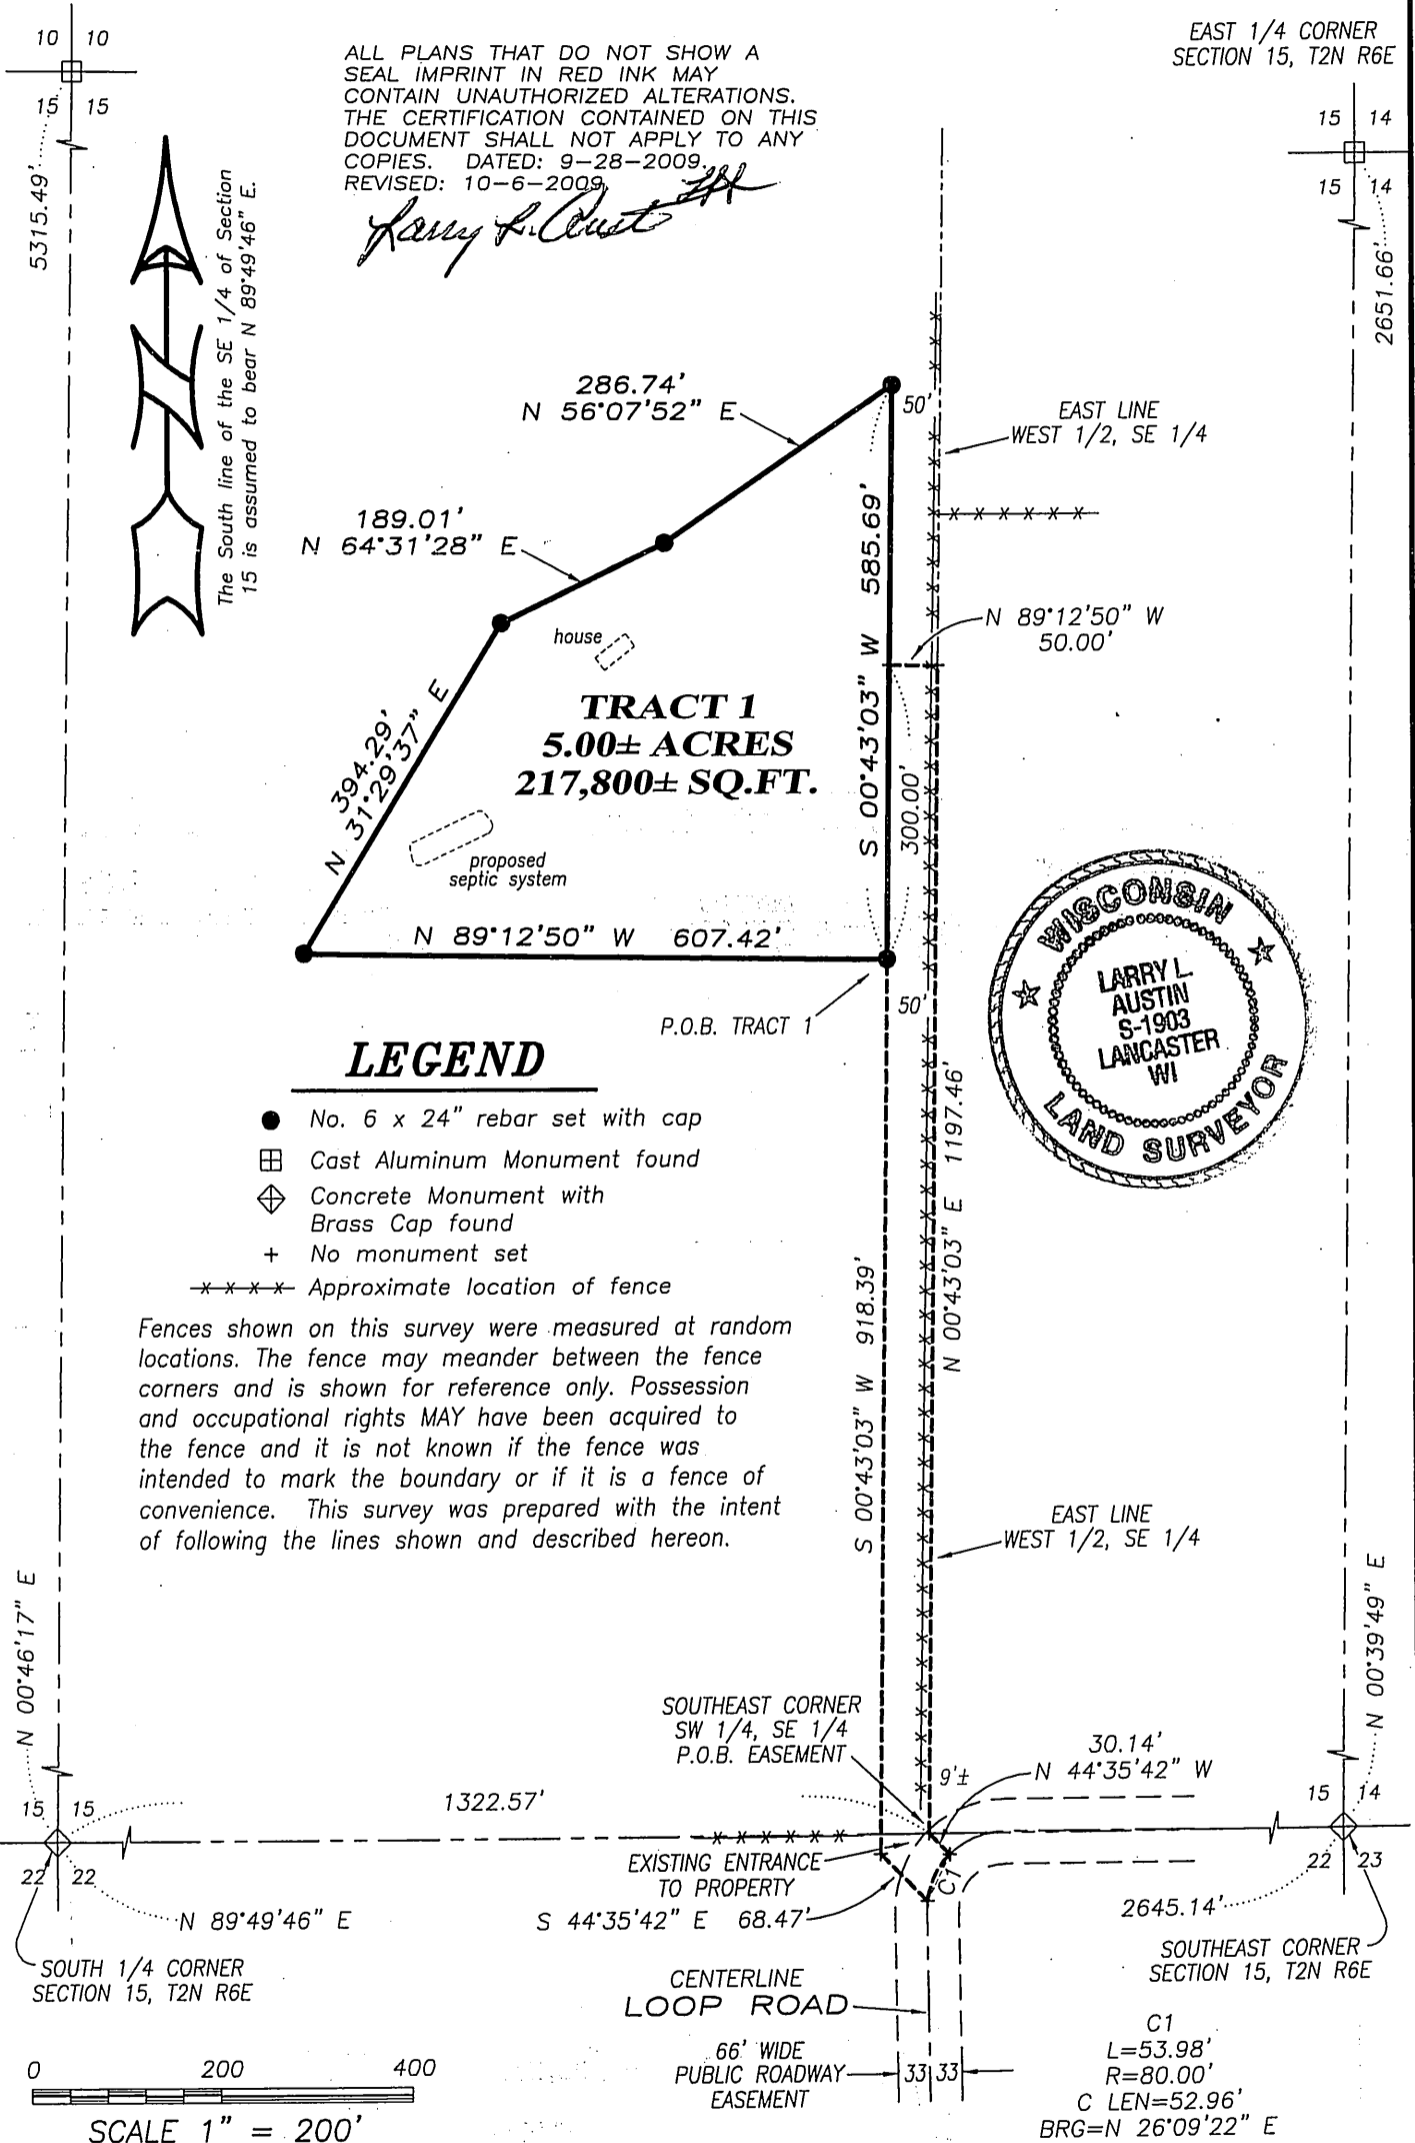 10 10
15 15
5315.49'
ALL PLANS THAT DO NOT SHOW A
SEAL IMPRINT IN RED INK MAY
CONTAIN UNAUTHORIZED ALTERATIONS.
THE CERTIFICATION CONTAINED ON THIS
DOCUMENT SHALL NOT APPLY TO ANY
COPIES. DATED: 9-28-2009.
REVISED: 10-6-2009
EAST 1/4 CORNER
SECTION 15, T2N R6E
15 14
15 14
2651.66'
The South line of the SE 1/4 of Section
15 is assumed to bear N 89°49'46" E.
286.74'
N 56°07'52" E
50'
EAST LINE
WEST 1/2, SE 1/4
189.01'
N 64°31'28" E
S 00°43'03" W 585.69'
N 89°12'50" W
50.00'
house
TRACT 1
5.00± ACRES
217,800± SQ.FT.
394.29'
N 31°29'37" E
300.00'
proposed
septic system
N 89°12'50" W 607.42'
P.O.B. TRACT 1
50'
WISCONSIN
LARRY L.
AUSTIN
S-1903
LANCASTER
WI
LAND SURVEYOR
LEGEND
No. 6 x 24" rebar set with cap
Cast Aluminum Monument found
Concrete Monument with
Brass Cap found
No monument set
Approximate location of fence
Fences shown on this survey were measured at random
locations. The fence may meander between the fence
corners and is shown for reference only. Possession
and occupational rights MAY have been acquired to
the fence and it is not known if the fence was
intended to mark the boundary or if it is a fence of
convenience. This survey was prepared with the intent
of following the lines shown and described hereon.
S 00°43'03" W 918.39'
N 00°43'03" E 1197.46'
EAST LINE
WEST 1/2, SE 1/4
N 00°46'17" E
N 00°39'49" E
SOUTHEAST CORNER
SW 1/4, SE 1/4
P.O.B. EASEMENT
9'±
30.14'
N 44°35'42" W
15 15
22 22
1322.57'
15 14
22 23
EXISTING ENTRANCE
TO PROPERTY
C1
N 89°49'46" E
S 44°35'42" E 68.47'
2645.14'
SOUTH 1/4 CORNER
SECTION 15, T2N R6E
SOUTHEAST CORNER
SECTION 15, T2N R6E
CENTERLINE
LOOP ROAD
66' WIDE
PUBLIC ROADWAY
EASEMENT
33 33
C1
L=53.98'
R=80.00'
C LEN=52.96'
BRG=N 26°09'22" E
0 200 400
SCALE 1" = 200'